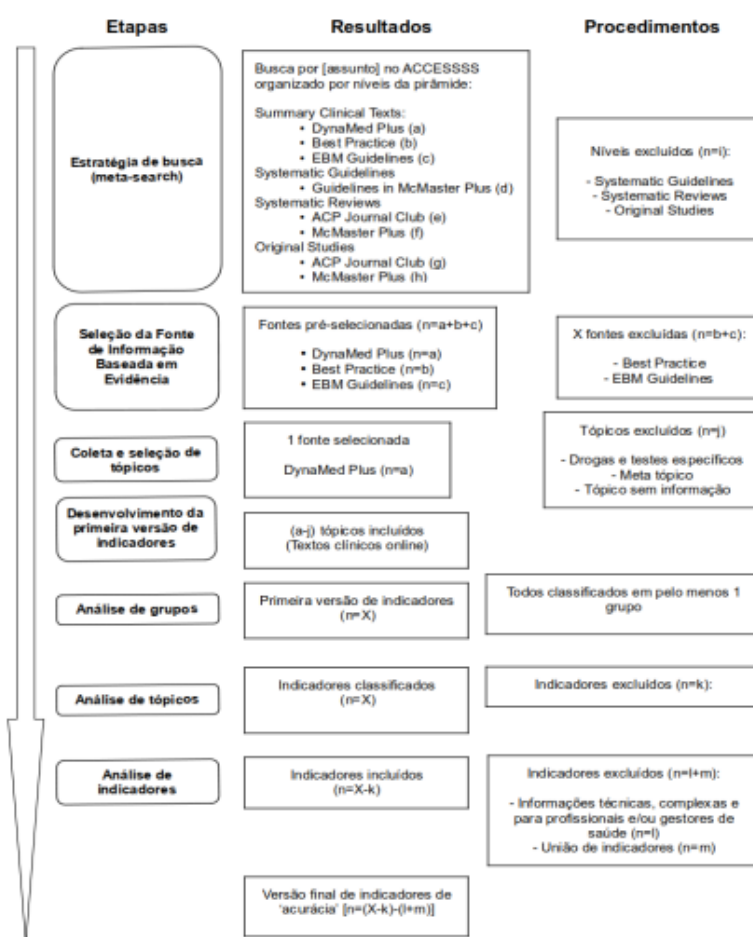 Etapas
Resultados
Procedimentos
Estratégia de busca
(meta-search)
Busca por [assunto] no ACCESSSS
organizado por níveis da pirâmide:
Summary Clinical Texts:
• DynaMed Plus (a)
• Best Practice (b)
• EBM Guidelines (c)
Systematic Guidelines
• Guidelines in McMaster Plus (d)
Systematic Reviews
• ACP Journal Club (e)
• McMaster Plus (f)
Original Studies
• ACP Journal Club (g)
• McMaster Plus (h)
Níveis excluídos (n=i):
- Systematic Guidelines
- Systematic Reviews
- Original Studies
Seleção da Fonte
de Informação
Baseada em
Evidência
Fontes pré-selecionadas (n=a+b+c)
• DynaMed Plus (n=a)
• Best Practice (n=b)
• EBM Guidelines (n=c)
X fontes excluídas (n=b+c):
- Best Practice
- EBM Guidelines
Coleta e seleção de
tópicos
1 fonte selecionada
DynaMed Plus (n=a)
Tópicos excluídos (n=j)
- Drogas e testes específicos
- Meta tópico
- Tópico sem informação
Desenvolvimento da
primeira versão de
indicadores
(a-j) tópicos incluídos
(Textos clínicos online)
Análise de grupos
Primeira versão de indicadores
(n=X)
Todos classificados em pelo menos 1
grupo
Análise de tópicos
Indicadores classificados
(n=X)
Indicadores excluídos (n=k):
Análise de
indicadores
Indicadores incluídos
(n=X-k)
Indicadores excluídos (n=l+m):
- Informações técnicas, complexas e
para profissionais e/ou gestores de
saúde (n=l)
- União de indicadores (n=m)
Versão final de indicadores de
'acurácia' [n=(X-k)-(l+m)]